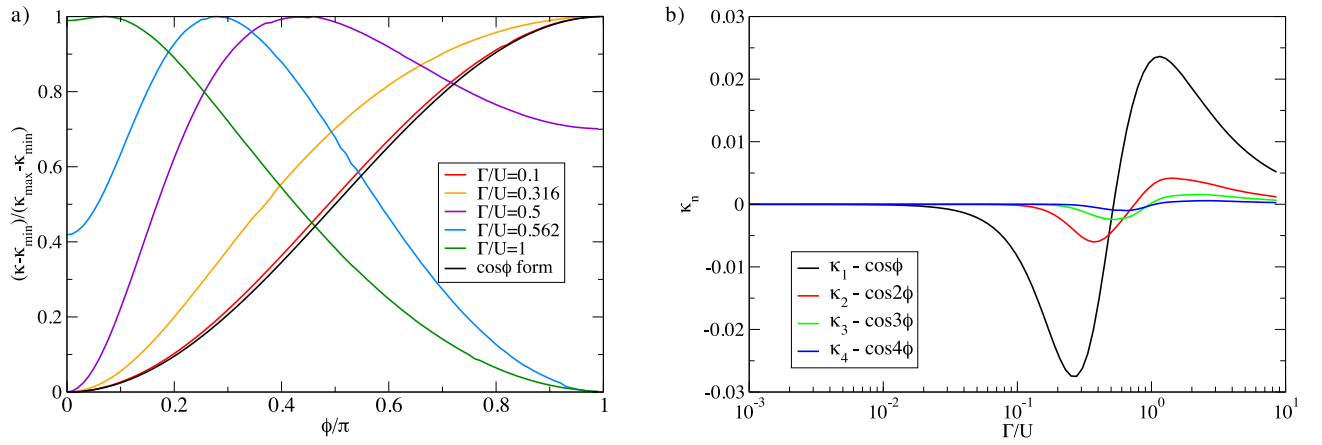 a)
(κ-κmin)/(κmax-κmin)
1
0.8
0.6
0.4
0.2
0
0 0.2 0.4 0.6 0.8 1
ϕ/π
Γ/U=0.1
Γ/U=0.316
Γ/U=0.5
Γ/U=0.562
Γ/U=1
cosϕ form
b)
κn
0.03
0.02
0.01
0
-0.01
-0.02
-0.03
κ1 - cosϕ
κ2 - cos2ϕ
κ3 - cos3ϕ
κ4 - cos4ϕ
10-3 10-2 10-1 100 101
Γ/U